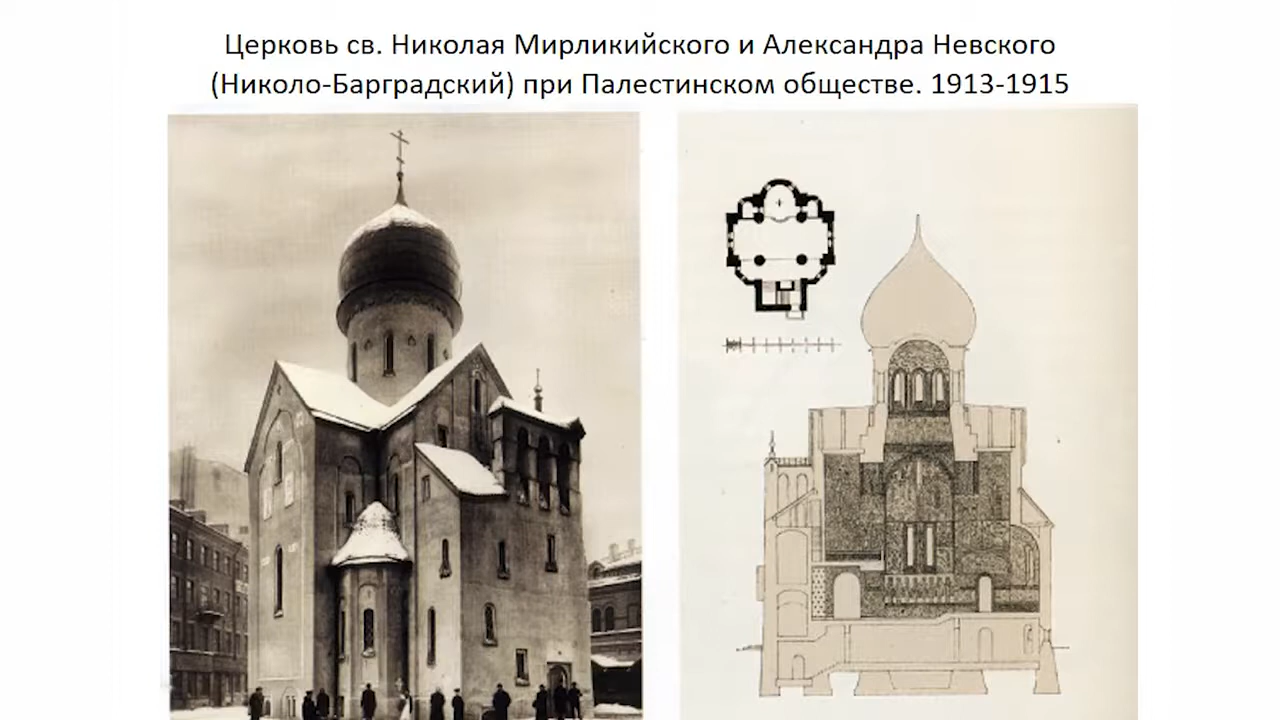 Церковь св. Николая Мирликийского и Александра Невского
(Николо-Барградский) при Палестинском обществе. 1913-1915